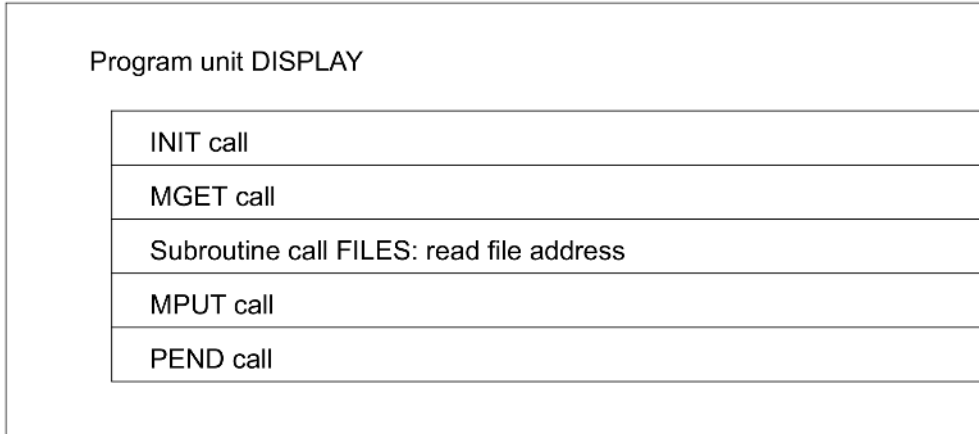 Program unit DISPLAY
INIT call
MGET call
Subroutine call FILES: read file address
MPUT call
PEND call